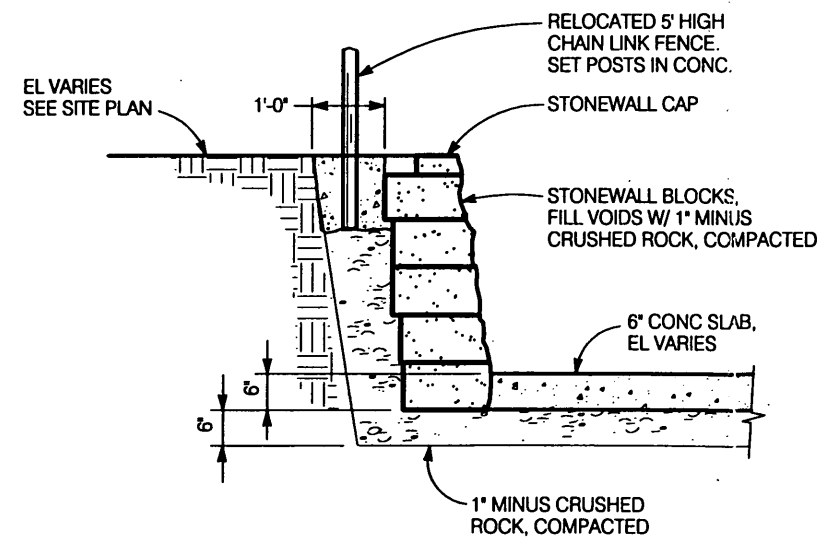 RELOCATED 5' HIGH
CHAIN LINK FENCE.
SET POSTS IN CONC.
EL VARIES
SEE SITE PLAN
1'-0"
STONEWALL CAP
STONEWALL BLOCKS,
FILL VOIDS W/ 1" MINUS
CRUSHED ROCK, COMPACTED
6" CONC SLAB,
EL VARIES
6"
6"
1" MINUS CRUSHED
ROCK, COMPACTED